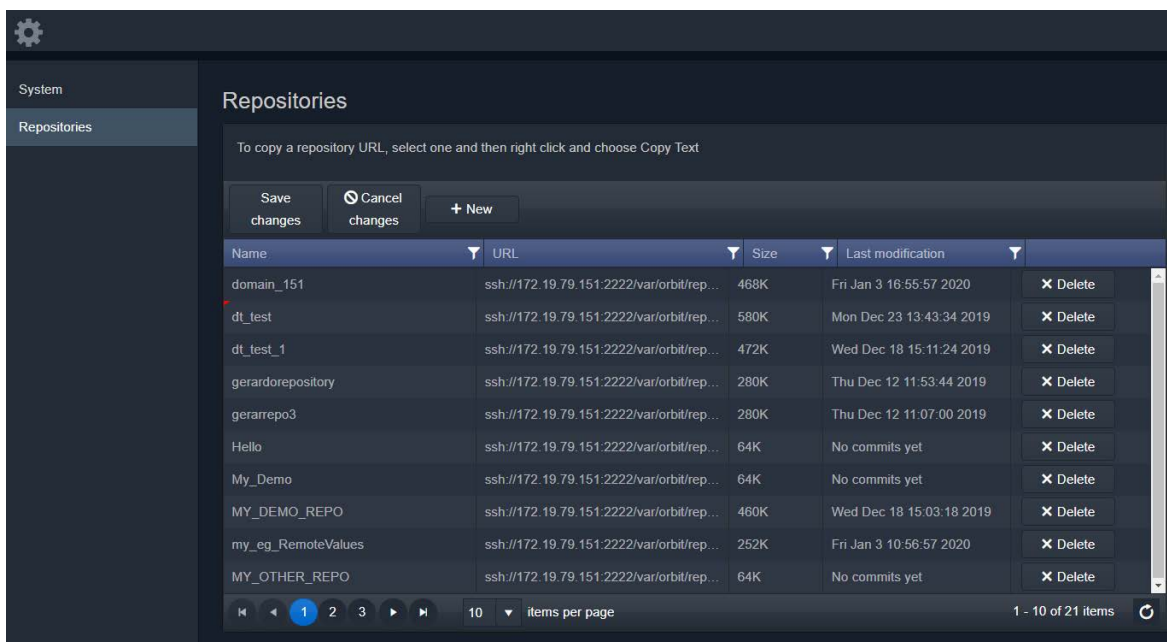 System
Repositories
Repositories
To copy a repository URL, select one and then right click and choose Copy Text
Save changes
Cancel changes
+ New
Name URL Size Last modification
domain_151 ssh://172.19.79.151:2222/var/orbit/rep... 468K Fri Jan 3 16:55:57 2020 Delete
dt_test ssh://172.19.79.151:2222/var/orbit/rep... 580K Mon Dec 23 13:43:34 2019 Delete
dt_test_1 ssh://172.19.79.151:2222/var/orbit/rep... 472K Wed Dec 18 15:11:24 2019 Delete
gerardorepository ssh://172.19.79.151:2222/var/orbit/rep... 280K Thu Dec 12 11:53:44 2019 Delete
gerarrepo3 ssh://172.19.79.151:2222/var/orbit/rep... 280K Thu Dec 12 11:07:00 2019 Delete
Hello ssh://172.19.79.151:2222/var/orbit/rep... 64K No commits yet Delete
My_Demo ssh://172.19.79.151:2222/var/orbit/rep... 64K No commits yet Delete
MY_DEMO_REPO ssh://172.19.79.151:2222/var/orbit/rep... 460K Wed Dec 18 15:03:18 2019 Delete
my_eg_RemoteValues ssh://172.19.79.151:2222/var/orbit/rep... 252K Fri Jan 3 10:56:57 2020 Delete
MY_OTHER_REPO ssh://172.19.79.151:2222/var/orbit/rep... 64K No commits yet Delete
1 2 3 10 items per page 1 - 10 of 21 items